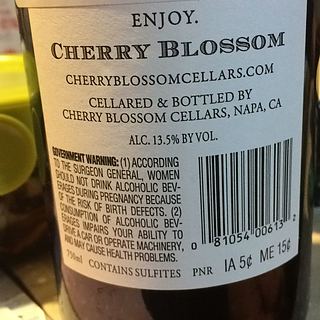 ENJOY.
CHERRY BLOSSOM
CHERRYBLOSSOMCELLARS.COM
CELLARED & BOTTLED BY
CHERRY BLOSSOM CELLARS, NAPA, CA
ALC. 13.5% BY VOL.
GOVERNMENT WARNING: (1) ACCORDING
TO THE SURGEON GENERAL, WOMEN
SHOULD NOT DRINK ALCOHOLIC BEV-
ERAGES DURING PREGNANCY BECAUSE
OF THE RISK OF BIRTH DEFECTS. (2)
CONSUMPTION OF ALCOHOLIC BEV-
ERAGES IMPAIRS YOUR ABILITY TO
DRIVE A CAR OR OPERATE MACHINERY,
AND MAY CAUSE HEALTH PROBLEMS.
0 81054 00613 2
750ml CONTAINS SULFITES PNR IA 5¢ ME 15¢